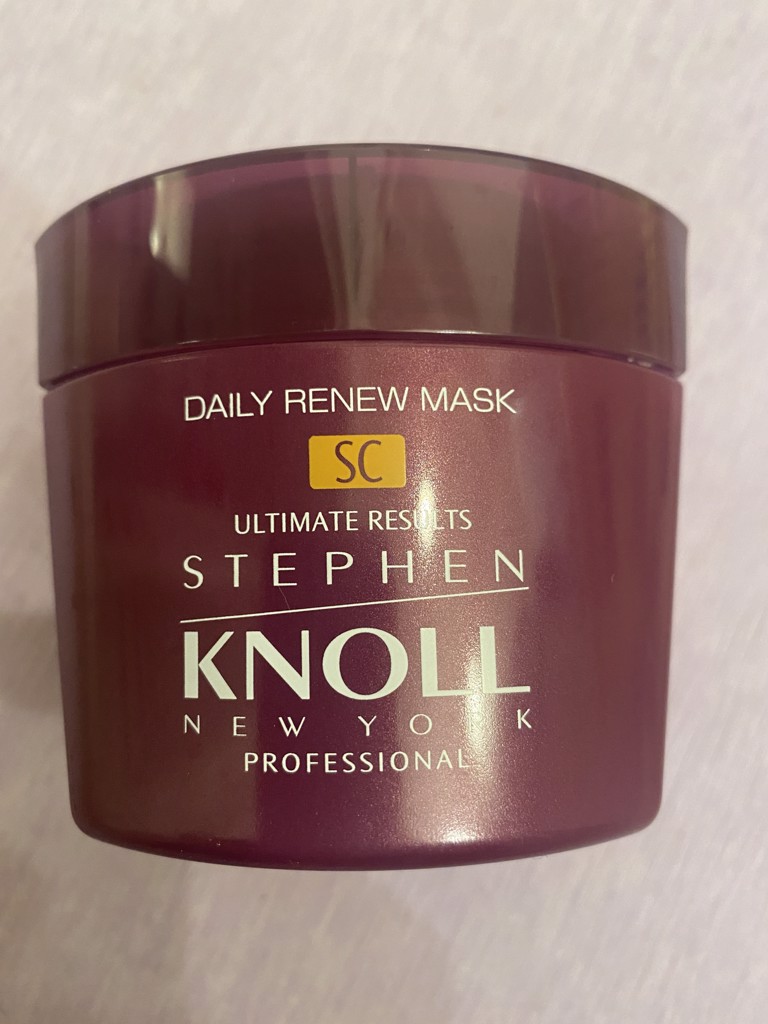 DAILY RENEW MASK
SC
ULTIMATE RESULTS
STEPHEN
KNOLL
NEW YORK
PROFESSIONAL